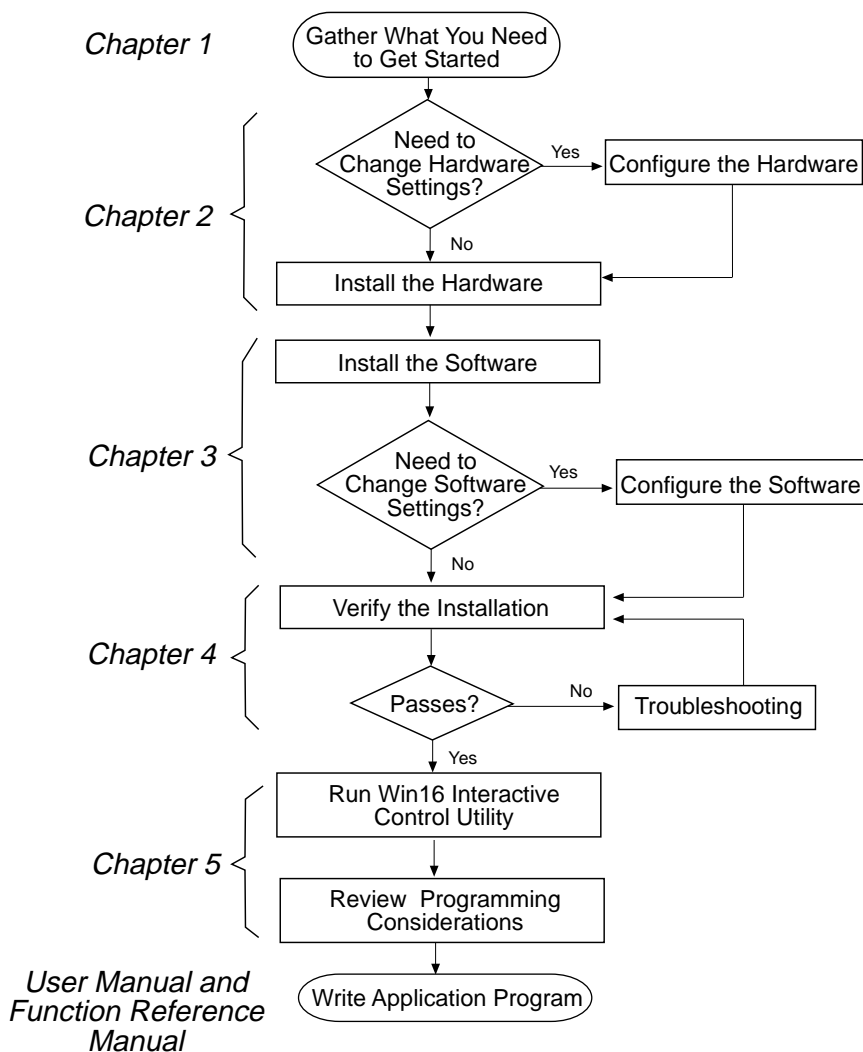 Chapter 1
Gather What You Need
to Get Started
Need to
Change Hardware
Settings?
Yes
Configure the Hardware
Chapter 2
No
Install the Hardware
Install the Software
Chapter 3
Need to
Change Software
Settings?
Yes
Configure the Software
No
Verify the Installation
Chapter 4
Passes?
No
Troubleshooting
Yes
Run Win16 Interactive
Control Utility
Chapter 5
Review Programming
Considerations
User Manual and
Function Reference
Manual
Write Application Program